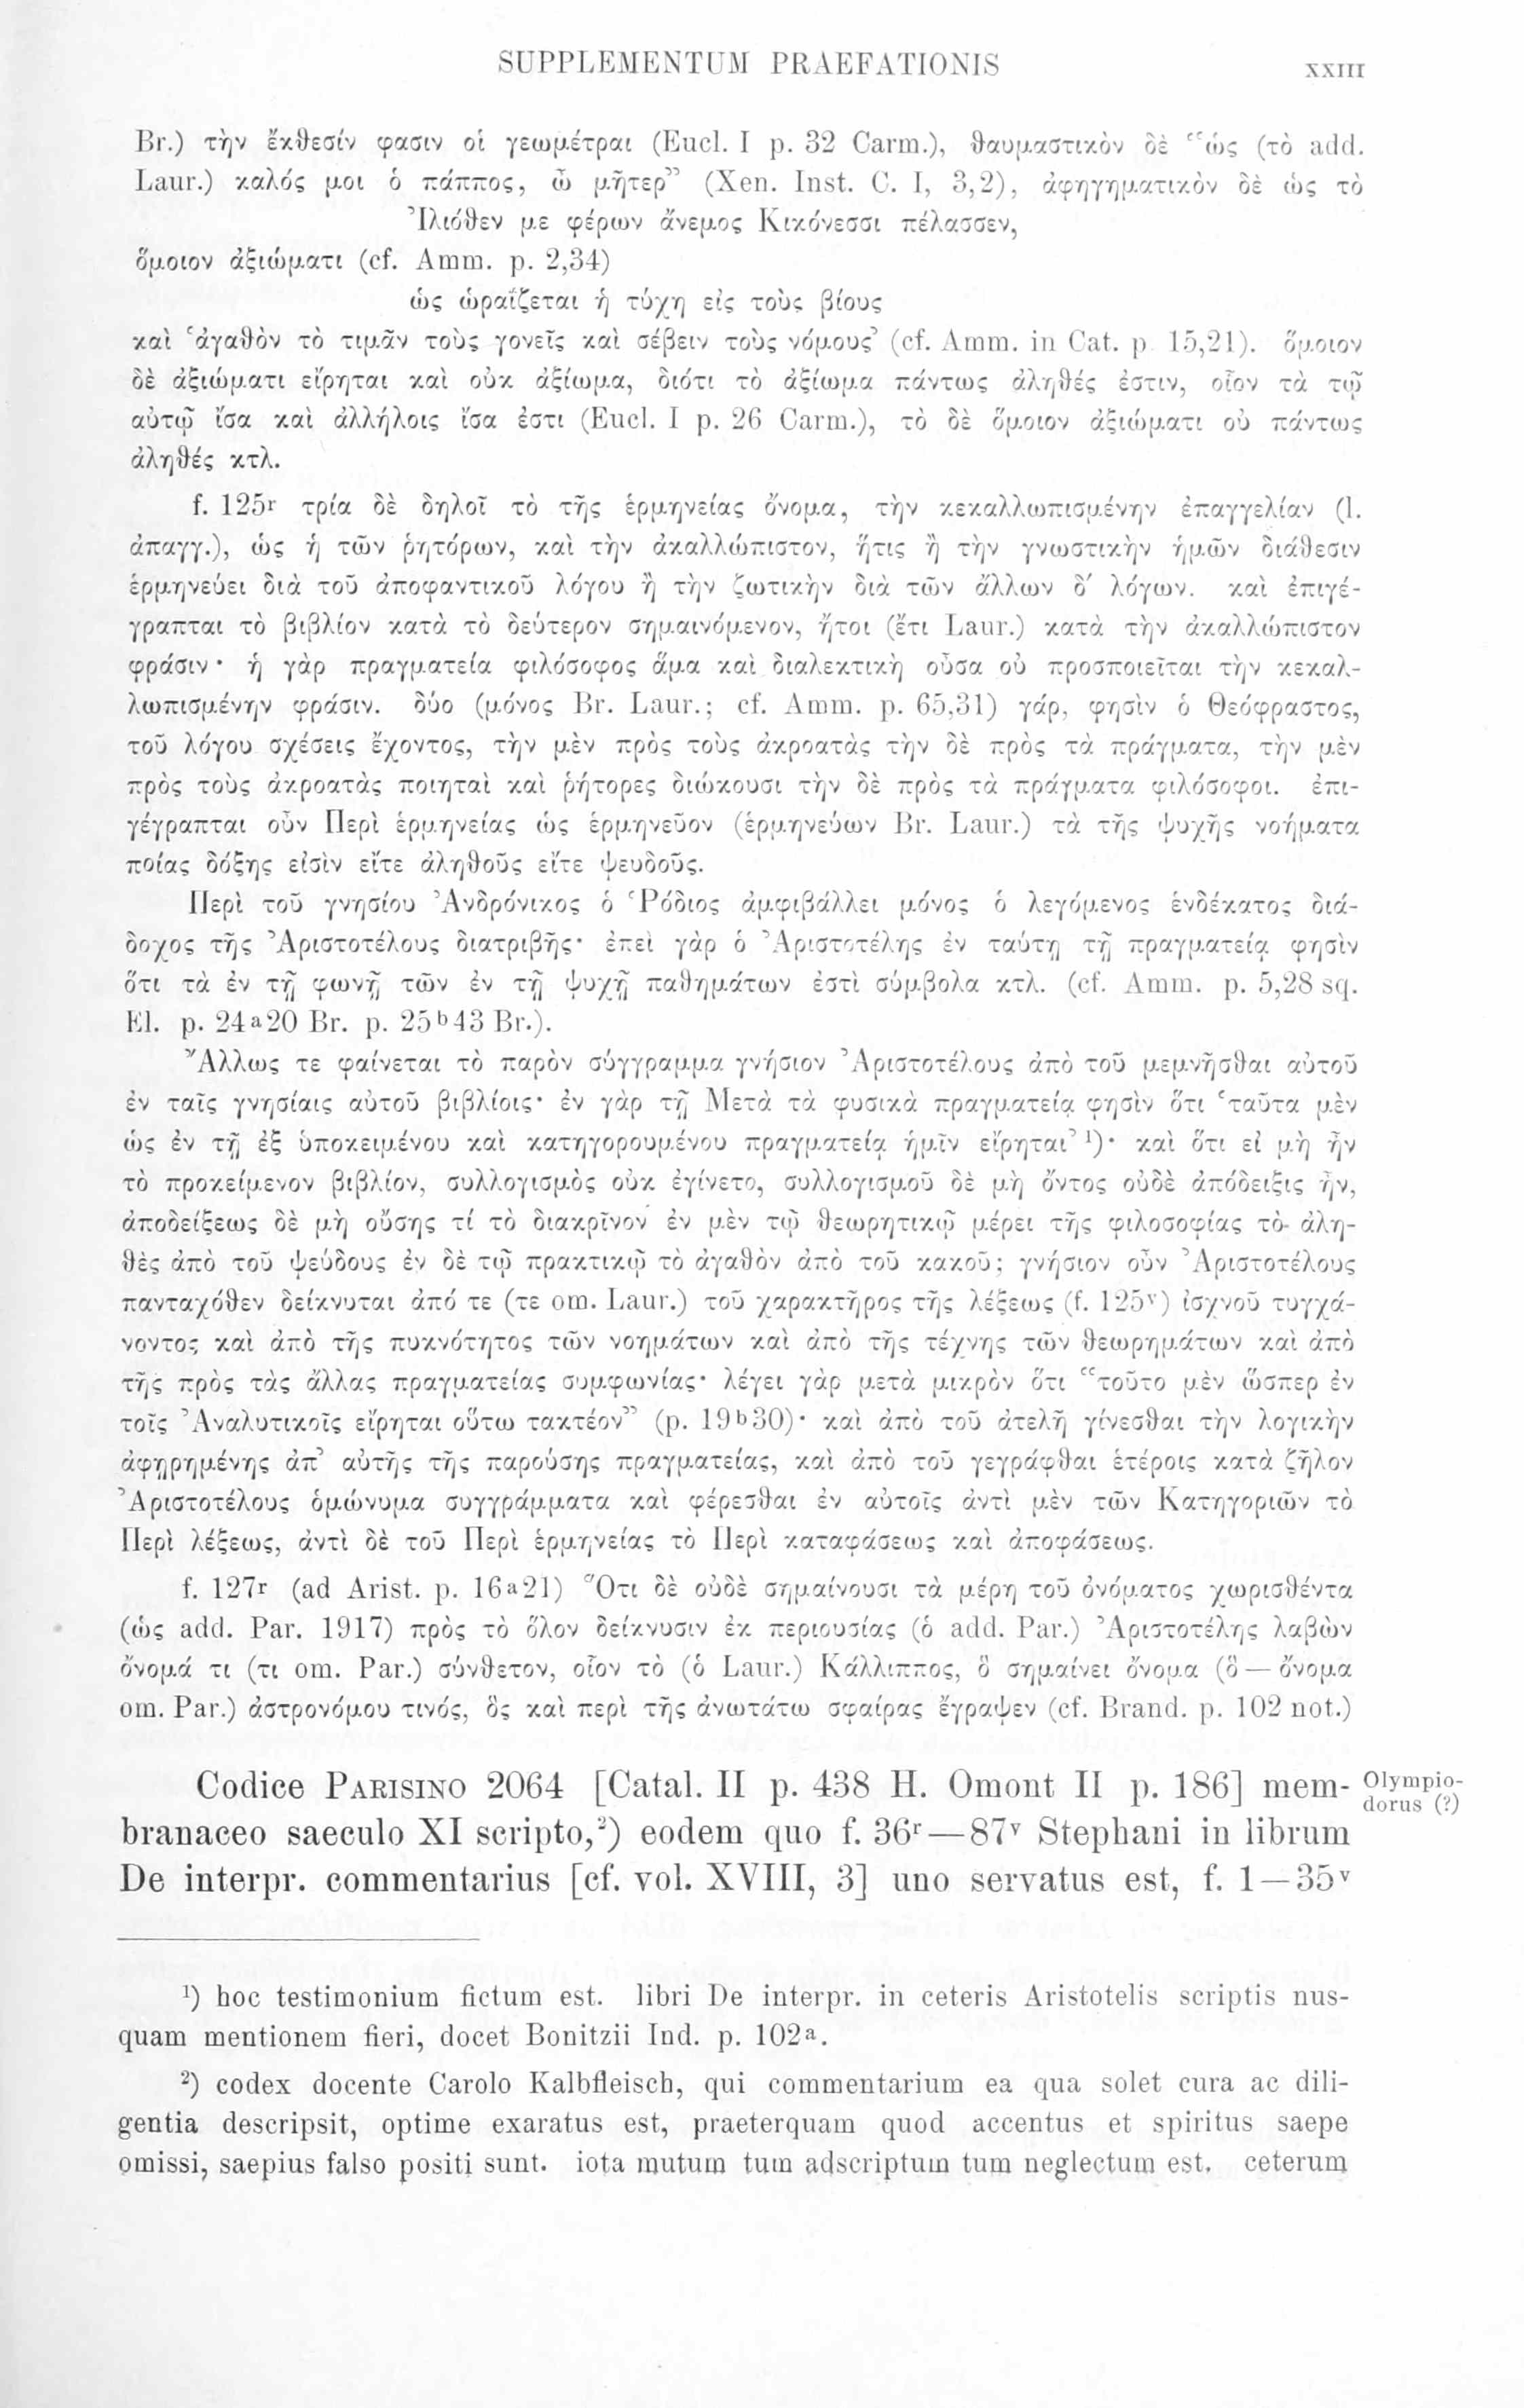 SUPPLEMENTUM PRAEFATIONIS XXIII
Br.) τὴν ἔκθεσίν φασιν οἱ γεωμέτραι (Eucl. I p. 32 Carm.), θαυμαστικὸν δὲ “ὡς (τὸ add.
Laur.) καλός μοι ὁ πάππος, ὦ μῆτερ” (Xen. Inst. C. I, 3,2), ἀφηγηματικὸν δὲ ὡς τὸ
Ἰλιόθεν με φέρων ἄνεμος Κικόνεσσι πέλασσεν,
ὅμοιον ἀξιώματι (cf. Amm. p. 2,34)
ὡς ὡραΐζεται ἡ τύχη εἰς τοὺς βίους
καὶ ‘ἀγαθὸν τὸ τιμᾶν τοὺς γονεῖς καὶ σέβειν τοὺς νόμους’ (cf. Amm. in Cat. p 15,21). ὅμοιον
δὲ ἀξιώματι εἴρηται καὶ οὐκ ἀξίωμα, διότι τὸ ἀξίωμα πάντως ἀληθές ἐστιν, οἷον τὰ τῷ
αὐτῷ ἴσα καὶ ἀλλήλοις ἴσα ἐστι (Eucl. I p. 26 Carm.), τὸ δὲ ὅμοιον ἀξιώματι οὐ πάντως
ἀληθές κτλ.
f. 125r τρία δὲ δηλοῖ τὸ τῆς ἑρμηνείας ὄνομα, τὴν κεκαλλωπισμένην ἐπαγγελίαν (l.
ἀπαγγ.), ὡς ἡ τῶν ῥητόρων, καὶ τὴν ἀκαλλώπιστον, ἥτις ἢ τὴν γνωστικὴν ἡμῶν διάθεσιν
ἑρμηνεύει διὰ τοῦ ἀποφαντικοῦ λόγου ἢ τὴν ζωτικὴν διὰ τῶν ἄλλων δ′ λόγων. καὶ ἐπιγέ-
γραπται τὸ βιβλίον κατὰ τὸ δεύτερον σημαινόμενον, ἤτοι (ἔτι Laur.) κατὰ τὴν ἀκαλλώπιστον
φράσιν· ἡ γὰρ πραγματεία φιλόσοφος ἅμα καὶ διαλεκτικὴ οὖσα οὐ προσποιεῖται τὴν κεκαλ-
λωπισμένην φράσιν. δύο (μόνος Br. Laur.; cf. Amm. p. 65,31) γάρ, φησὶν ὁ Θεόφραστος,
τοῦ λόγου σχέσεις ἔχοντος, τὴν μὲν πρὸς τοὺς ἀκροατὰς τὴν δὲ πρὸς τὰ πράγματα, τὴν μὲν
πρὸς τοὺς ἀκροατὰς ποιηταὶ καὶ ῥήτορες διώκουσι τὴν δὲ πρὸς τὰ πράγματα φιλόσοφοι. ἐπι-
γέγραπται οὖν Περὶ ἑρμηνείας ὡς ἑρμηνεῦον (ἑρμηνεύων Br. Laur.) τὰ τῆς ψυχῆς νοήματα
ποίας δόξης εἰσὶν εἴτε ἀληθοῦς εἴτε ψευδοῦς.
Περὶ τοῦ γνησίου Ἀνδρόνικος ὁ Ῥόδιος ἀμφιβάλλει μόνος ὁ λεγόμενος ἑνδέκατος διά-
δοχος τῆς Ἀριστοτέλους διατριβῆς· ἐπεὶ γὰρ ὁ Ἀριστοτέλης ἐν ταύτῃ τῇ πραγματείᾳ φησὶν
ὅτι τὰ ἐν τῇ φωνῇ τῶν ἐν τῇ ψυχῇ παθημάτων ἐστὶ σύμβολα κτλ. (cf. Amm. p. 5,28 sq.
El. p. 24a20 Br. p. 25b43 Br.).
Ἄλλως τε φαίνεται τὸ παρὸν σύγγραμμα γνήσιον Ἀριστοτέλους ἀπὸ τοῦ μεμνῆσθαι αὐτοῦ
ἐν ταῖς γνησίαις αὐτοῦ βιβλίοις· ἐν γὰρ τῇ Μετὰ τὰ φυσικὰ πραγματείᾳ φησὶν ὅτι ‘ταῦτα μὲν
ὡς ἐν τῇ ἐξ ὑποκειμένου καὶ κατηγορουμένου πραγματείᾳ ἡμῖν εἴρηται’ ¹)· καὶ ὅτι εἰ μὴ ἦν
τὸ προκείμενον βιβλίον, συλλογισμὸς οὐκ ἐγίνετο, συλλογισμοῦ δὲ μὴ ὄντος οὐδὲ ἀπόδειξις ἦν,
ἀποδείξεως δὲ μὴ οὔσης τί τὸ διακρῖνον ἐν μὲν τῷ θεωρητικῷ μέρει τῆς φιλοσοφίας τὸ ἀλη-
θὲς ἀπὸ τοῦ ψεύδους ἐν δὲ τῷ πρακτικῷ τὸ ἀγαθὸν ἀπὸ τοῦ κακοῦ; γνήσιον οὖν Ἀριστοτέλους
πανταχόθεν δείκνυται ἀπό τε (τε om. Laur.) τοῦ χαρακτῆρος τῆς λέξεως (f. 125v) ἰσχνοῦ τυγχά-
νοντος καὶ ἀπὸ τῆς πυκνότητος τῶν νοημάτων καὶ ἀπὸ τῆς τέχνης τῶν θεωρημάτων καὶ ἀπὸ
τῆς πρὸς τὰς ἄλλας πραγματείας συμφωνίας· λέγει γὰρ μετὰ μικρὸν ὅτι “τοῦτο μὲν ὥσπερ ἐν
τοῖς Ἀναλυτικοῖς εἴρηται οὕτω τακτέον” (p. 19b30)· καὶ ἀπὸ τοῦ ἀτελῆ γίνεσθαι τὴν λογικὴν
ἀφῃρημένης ἀπ’ αὐτῆς τῆς παρούσης πραγματείας, καὶ ἀπὸ τοῦ γεγράφθαι ἑτέροις κατὰ ζῆλον
Ἀριστοτέλους ὁμώνυμα συγγράμματα καὶ φέρεσθαι ἐν αὐτοῖς ἀντὶ μὲν τῶν Κατηγοριῶν τὸ
Περὶ λέξεως, ἀντὶ δὲ τοῦ Περὶ ἑρμηνείας τὸ Περὶ καταφάσεως καὶ ἀποφάσεως.
f. 127r (ad Arist. p. 16a21) Ὅτι δὲ οὐδὲ σημαίνουσι τὰ μέρη τοῦ ὀνόματος χωρισθέντα
(ὡς add. Par. 1917) πρὸς τὸ ὅλον δείκνυσιν ἐκ περιουσίας (ὁ add. Par.) Ἀριστοτέλης λαβὼν
ὄνομά τι (τι om. Par.) σύνθετον, οἷον τὸ (ὁ Laur.) Κάλλιππος, ὃ σημαίνει ὄνομα (ὃ — ὄνομα
om. Par.) ἀστρονόμου τινός, ὃς καὶ περὶ τῆς ἀνωτάτω σφαίρας ἔγραψεν (cf. Brand. p. 102 not.)
Codice PARISINO 2064 [Catal. II p. 438 H. Omont II p. 186] mem- Olympio-
dorus (?)
branaceo saeculo XI scripto,²) eodem quo f. 36r — 87v Stephani in librum
De interpr. commentarius [cf. vol. XVIII, 3] uno servatus est, f. 1 — 35v
¹) hoc testimonium fictum est. libri De interpr. in ceteris Aristotelis scriptis nus-
quam mentionem fieri, docet Bonitzii Ind. p. 102a.
²) codex docente Carolo Kalbfleisch, qui commentarium ea qua solet cura ac dili-
gentia descripsit, optime exaratus est, praeterquam quod accentus et spiritus saepe
omissi, saepius falso positi sunt. iota mutum tum adscriptum tum neglectum est. ceterum